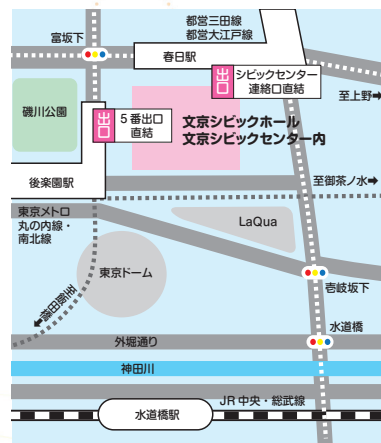 都営三田線
都営大江戸線
富坂下
春日駅
出口
シビックセンター
連絡口直結
至上野➡
磯川公園
出口
5番出口
直結
文京シビックホール
文京シビックセンター内
後楽園駅
至御茶ノ水➡
東京メトロ
丸の内線・
南北線
LaQua
東京ドーム
壱岐坂下
至飯田橋➡
水道橋
外堀通り
神田川
JR中央・総武線
水道橋駅